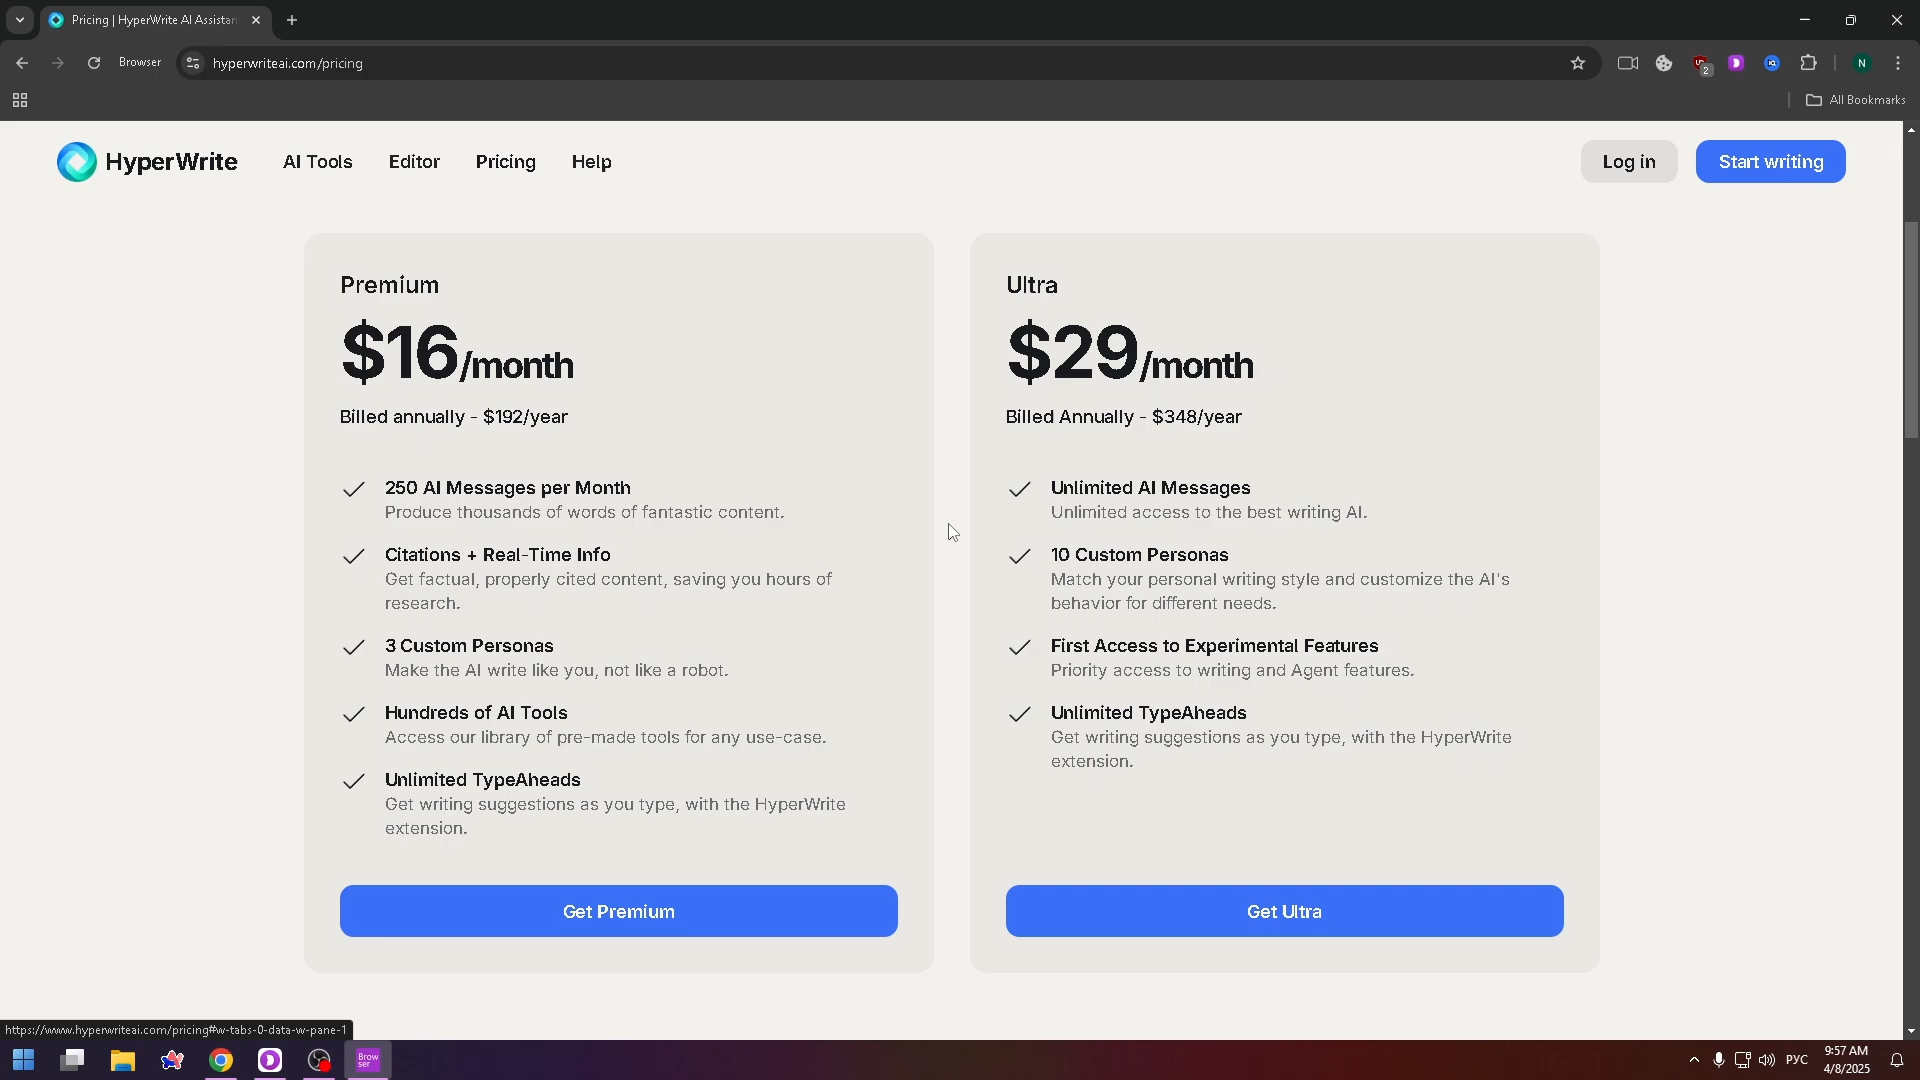 Pricing | HyperWrite AI Assistan
Browser
hyperwriteai.com/pricing
2
N
All Bookmarks
HyperWrite
AI Tools
Editor
Pricing
Help
Log in
Start writing
Premium
$16/month
Billed annually - $192/year
250 AI Messages per Month
Produce thousands of words of fantastic content.
Citations + Real-Time Info
Get factual, properly cited content, saving you hours of
research.
3 Custom Personas
Make the AI write like you, not like a robot.
Hundreds of AI Tools
Access our library of pre-made tools for any use-case.
Unlimited TypeAheads
Get writing suggestions as you type, with the HyperWrite
extension.
Get Premium
Ultra
$29/month
Billed Annually - $348/year
Unlimited AI Messages
Unlimited access to the best writing AI.
10 Custom Personas
Match your personal writing style and customize the AI's
behavior for different needs.
First Access to Experimental Features
Priority access to writing and Agent features.
Unlimited TypeAheads
Get writing suggestions as you type, with the HyperWrite
extension.
Get Ultra
https://www.hyperwriteai.com/pricing#w-tabs-0-data-w-pane-1
Brow
ser
РУС
9:57 AM
4/8/2025